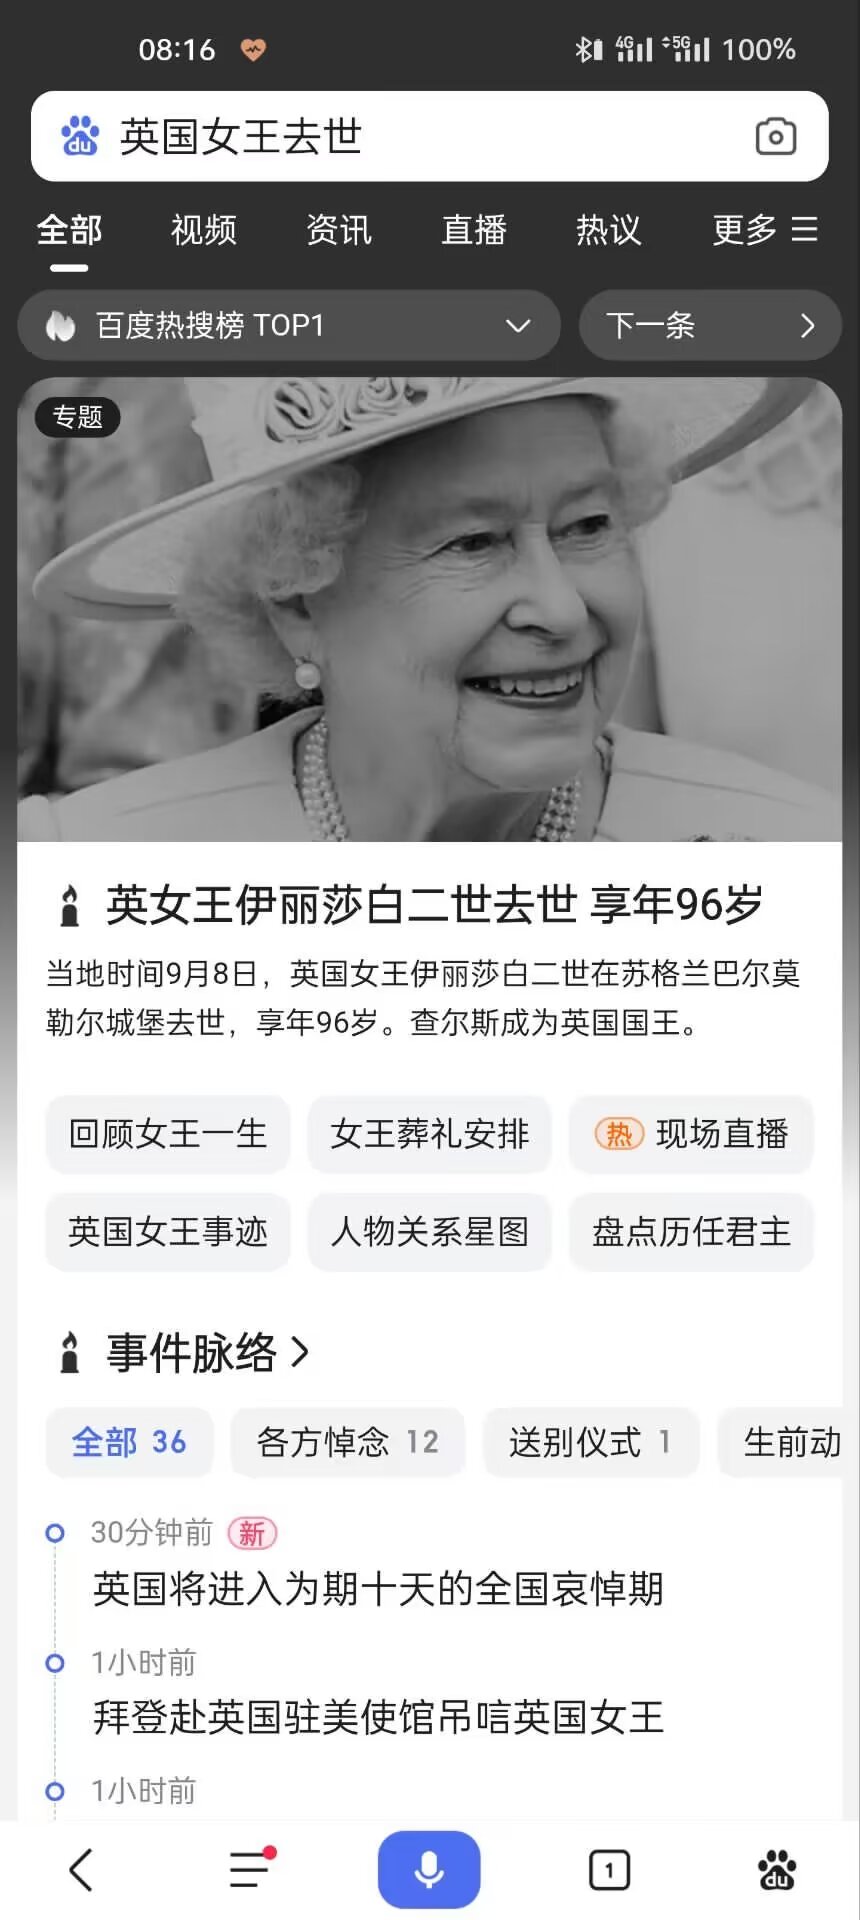 08:16 4G 5G 100%
du 英国女王去世
全部 视频 资讯 直播 热议 更多
百度热搜榜 TOP1 下一条
专题
英女王伊丽莎白二世去世 享年96岁
当地时间9月8日，英国女王伊丽莎白二世在苏格兰巴尔莫
勒尔城堡去世，享年96岁。查尔斯成为英国国王。
回顾女王一生 女王葬礼安排 热 现场直播
英国女王事迹 人物关系星图 盘点历任君主
事件脉络
全部 36 各方悼念 12 送别仪式 1 生前动
30分钟前 新
英国将进入为期十天的全国哀悼期
1小时前
拜登赴英国驻美使馆吊唁英国女王
1小时前
1 du